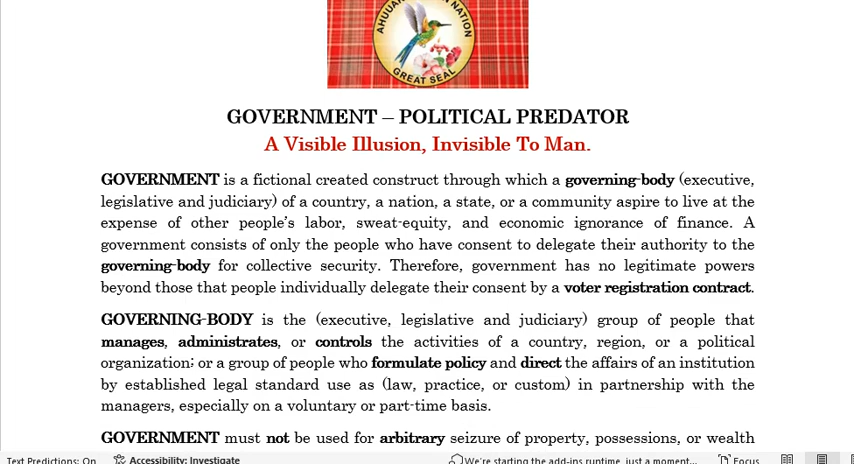 AHUUA N NATION
GREAT SEAL
GOVERNMENT – POLITICAL PREDATOR
A Visible Illusion, Invisible To Man.
GOVERNMENT is a fictional created construct through which a governing-body (executive,
legislative and judiciary) of a country, a nation, a state, or a community aspire to live at the
expense of other people's labor, sweat-equity, and economic ignorance of finance. A
government consists of only the people who have consent to delegate their authority to the
governing-body for collective security. Therefore, government has no legitimate powers
beyond those that people individually delegate their consent by a voter registration contract.
GOVERNING-BODY is the (executive, legislative and judiciary) group of people that
manages, administrates, or controls the activities of a country, region, or a political
organization; or a group of people who formulate policy and direct the affairs of an institution
by established legal standard use as (law, practice, or custom) in partnership with the
managers, especially on a voluntary or part-time basis.
GOVERNMENT must not be used for arbitrary seizure of property, possessions, or wealth
Text Predictions: On Accessibility: Investigate We're starting the add-ins runtime, just a moment... Focus